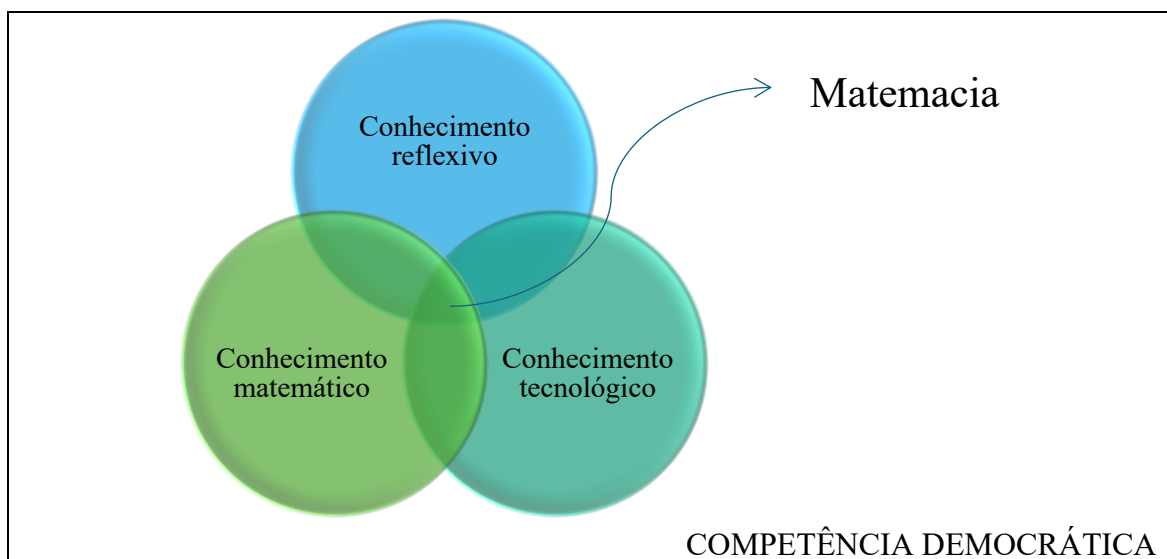 Conhecimento
reflexivo
Matemacia
Conhecimento
matemático
Conhecimento
tecnológico
COMPETÊNCIA DEMOCRÁTICA